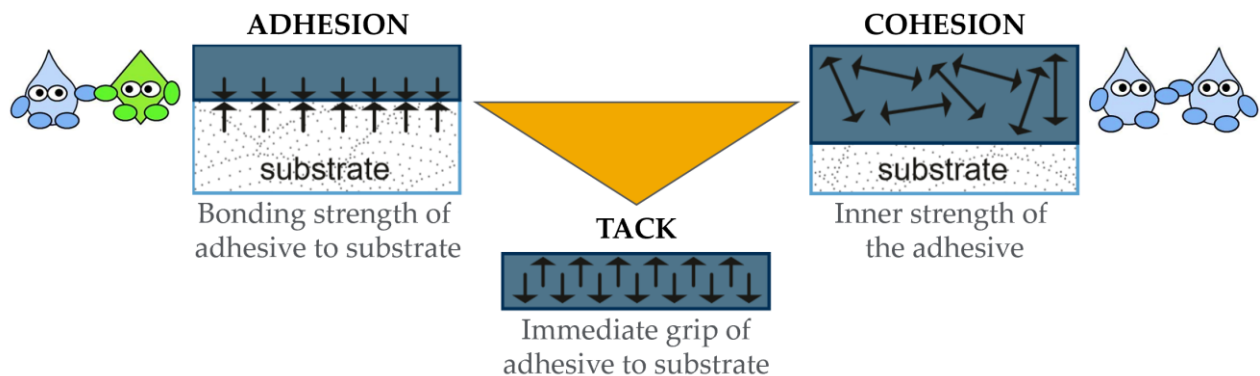 ADHESION
substrate
Bonding strength of
adhesive to substrate
TACK
Immediate grip of
adhesive to substrate
COHESION
substrate
Inner strength of
the adhesive